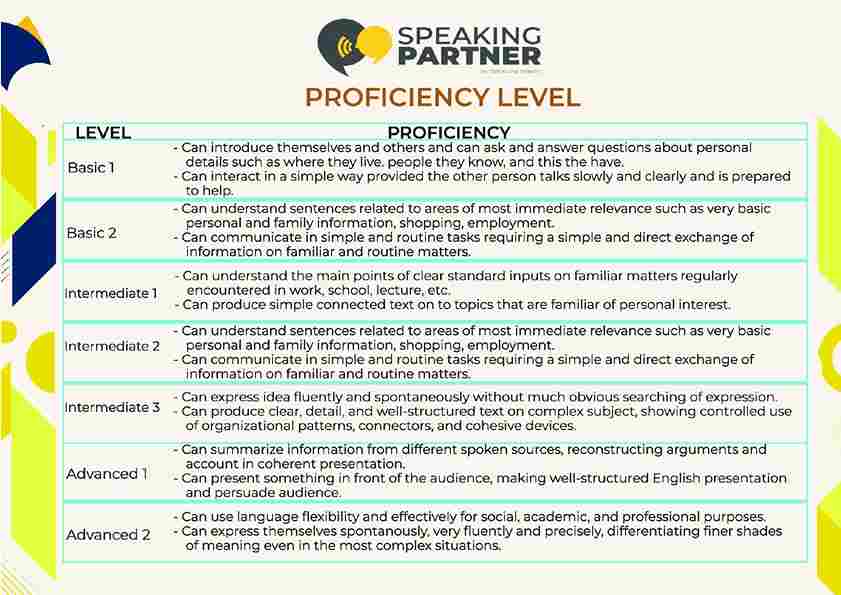 SPEAKING
PARTNER
PROFICIENCY LEVEL
LEVEL PROFICIENCY
Basic 1
- Can introduce themselves and others and can ask and answer questions about personal
details such as where they live. people they know, and this the have.
- Can interact in a simple way provided the other person talks slowly and clearly and is prepared
to help.
Basic 2
- Can understand sentences related to areas of most immediate relevance such as very basic
personal and family information, shopping, employment.
- Can communicate in simple and routine tasks requiring a simple and direct exchange of
information on familiar and routine matters.
Intermediate 1
- Can understand the main points of clear standard inputs on familiar matters regularly
encountered in work, school, lecture, etc.
- Can produce simple connected text on to topics that are familiar of personal interest.
Intermediate 2
- Can understand sentences related to areas of most immediate relevance such as very basic
personal and family information, shopping, employment.
- Can communicate in simple and routine tasks requiring a simple and direct exchange of
information on familiar and routine matters.
Intermediate 3
- Can express idea fluently and spontaneously without much obvious searching of expression.
- Can produce clear, detail, and well-structured text on complex subject, showing controlled use
of organizational patterns, connectors, and cohesive devices.
Advanced 1
- Can summarize information from different spoken sources, reconstructing arguments and
account in coherent presentation.
- Can present something in front of the audience, making well-structured English presentation
and persuade audience.
Advanced 2
- Can use language flexibility and effectively for social, academic, and professional purposes.
- Can express themselves spontanously, very fluently and precisely, differentiating finer shades
of meaning even in the most complex situations.